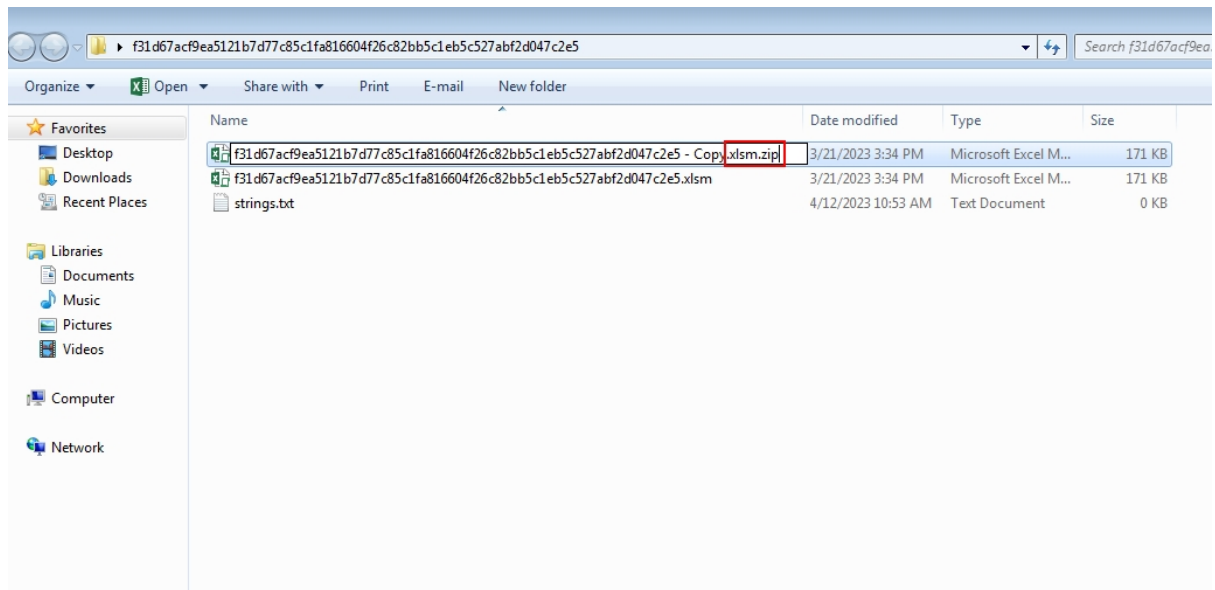 f31d67acf9ea5121b7d77c85c1fa816604f26c82bb5c1eb5c527abf2d047c2e5
Search f31d67acf9ea
Organize Open Share with Print E-mail New folder
Name Date modified Type Size
Favorites
Desktop
Downloads
Recent Places
Libraries
Documents
Music
Pictures
Videos
Computer
Network
f31d67acf9ea5121b7d77c85c1fa816604f26c82bb5c1eb5c527abf2d047c2e5 - Copy.xlsm.zip 3/21/2023 3:34 PM Microsoft Excel M... 171 KB
f31d67acf9ea5121b7d77c85c1fa816604f26c82bb5c1eb5c527abf2d047c2e5.xlsm 3/21/2023 3:34 PM Microsoft Excel M... 171 KB
strings.txt 4/12/2023 10:53 AM Text Document 0 KB